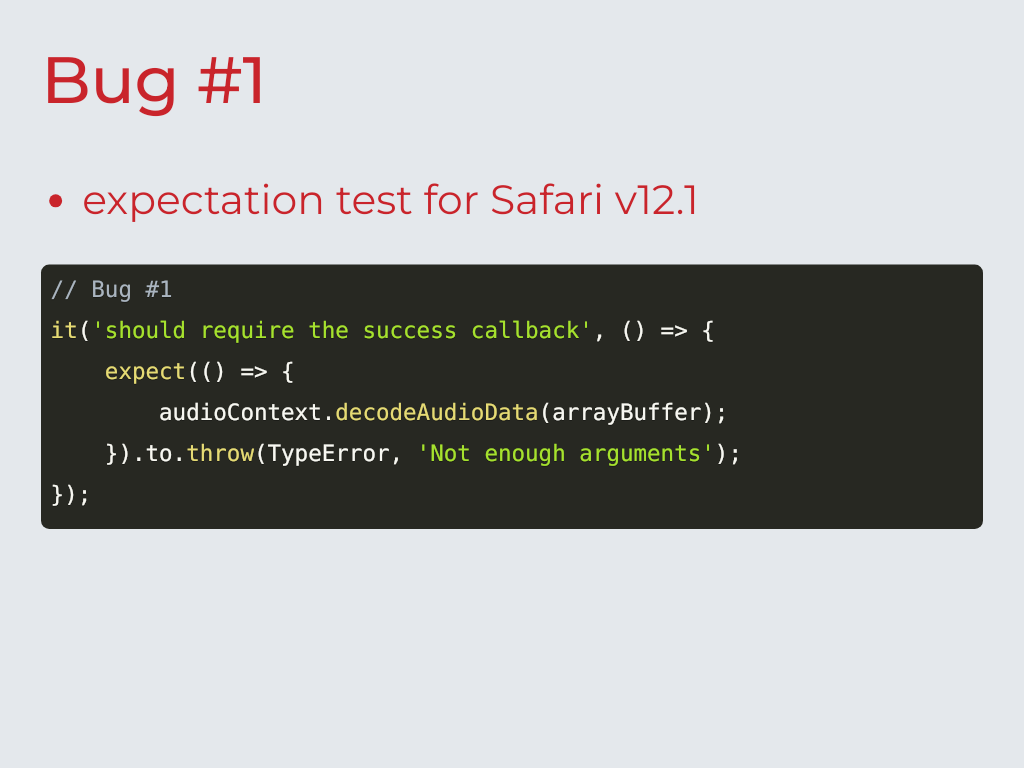 Bug #1
• expectation test for Safari v12.1
// Bug #1
it('should require the success callback', () => {
    expect(() => {
        audioContext.decodeAudioData(arrayBuffer);
    }).to.throw(TypeError, 'Not enough arguments');
});